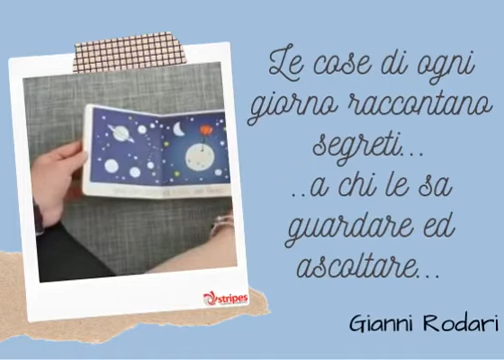 Le cose di ogni
giorno raccontano
segreti...
..a chi le sa
guardare ed
ascoltare...
Gianni Rodari
stripes